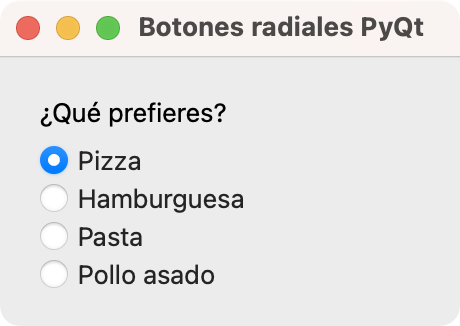 Botones radiales PyQt
¿Qué prefieres?
Pizza
Hamburguesa
Pasta
Pollo asado